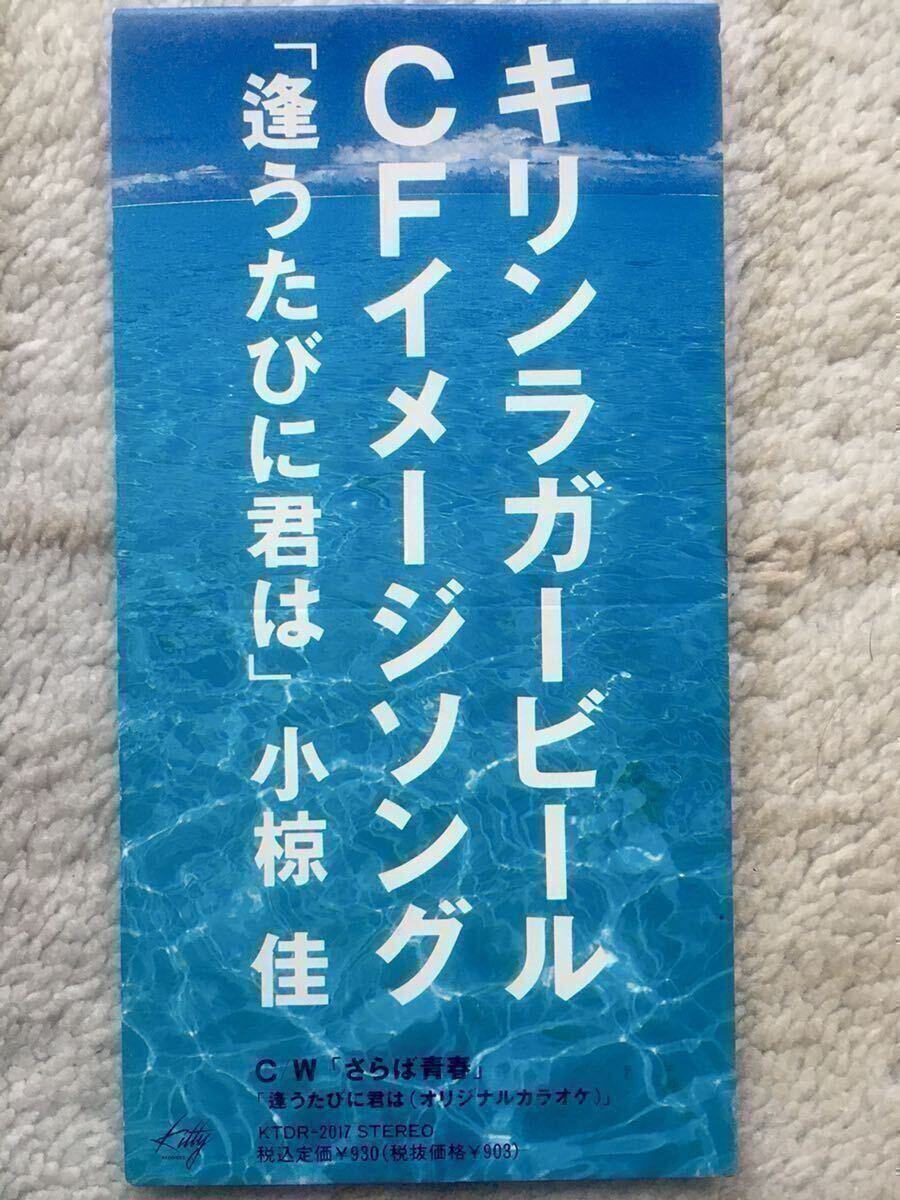 キリンラガービール
CFイメージソング
「逢うたびに君は」 小椋 佳
C/W「さらば青春」
「逢うたびに君は(オリジナルカラオケ)」
KTDR-2017 STEREO
税込定価¥930(税抜価格¥903)
Kitty
RECORDS